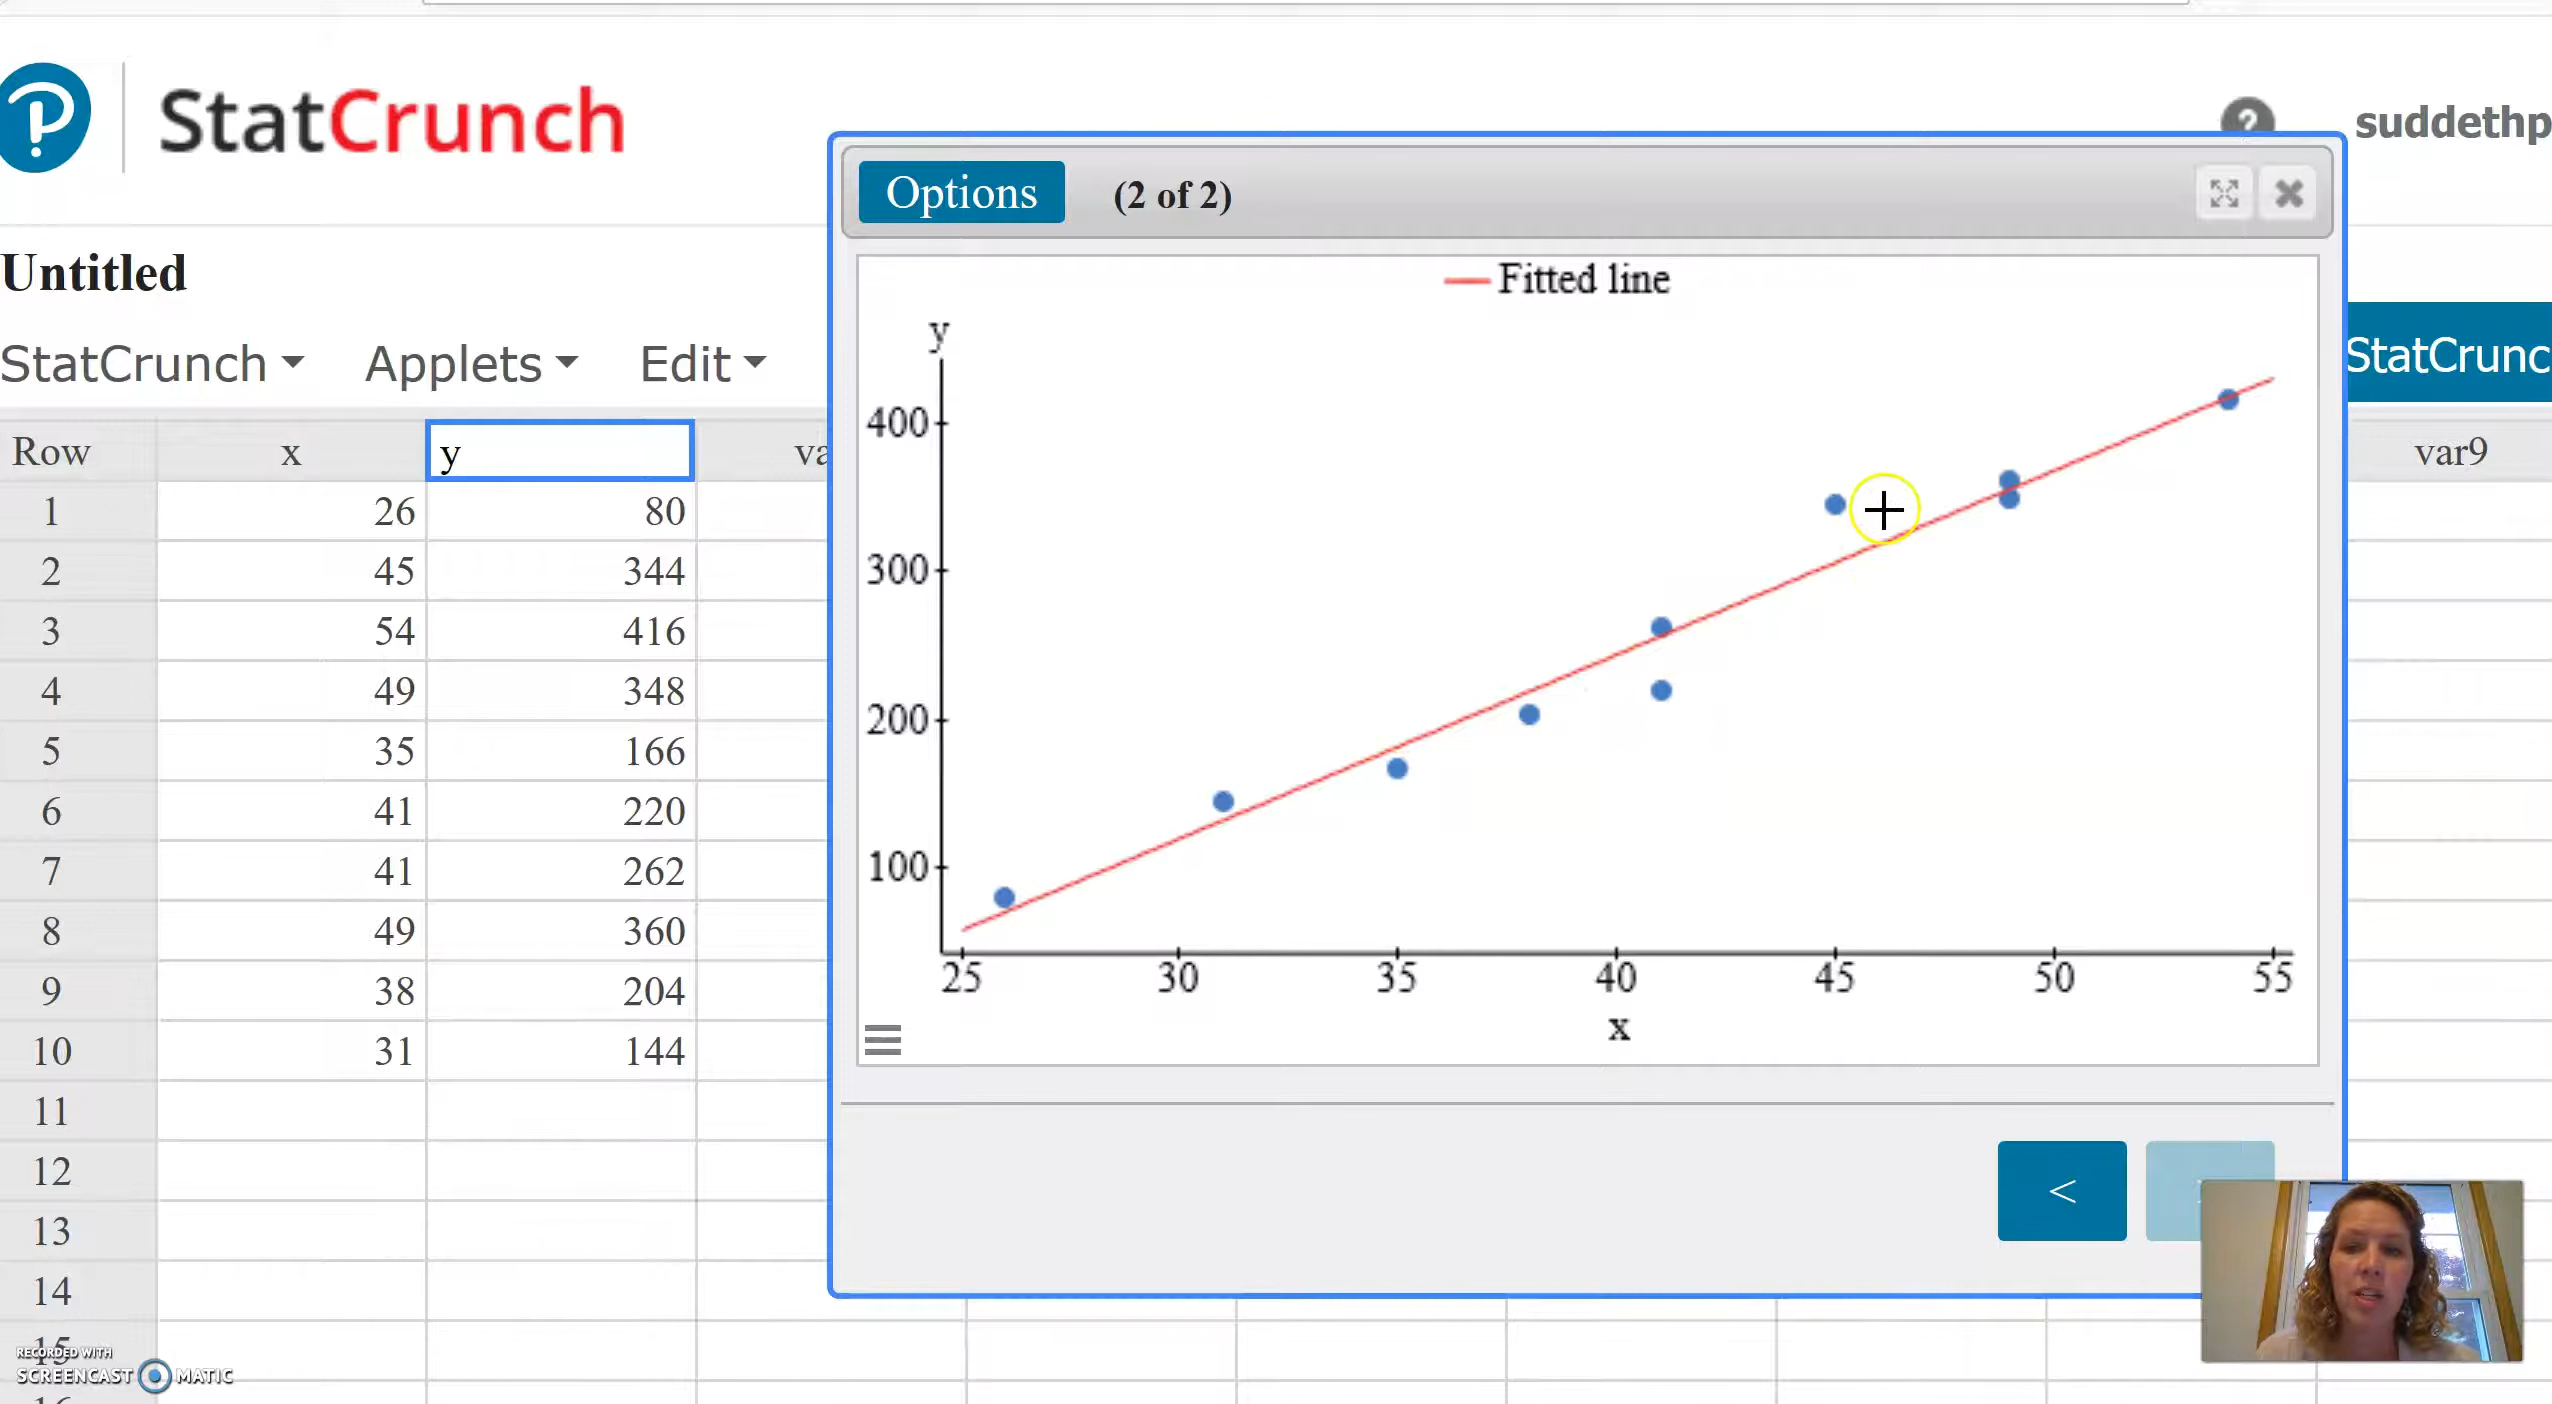 StatCrunch
?
suddethp
Options (2 of 2)
Untitled
StatCrunch Applets Edit
StatCrunc
Row x y va
var9
1 26 80
2 45 344
3 54 416
4 49 348
5 35 166
6 41 220
7 41 262
8 49 360
9 38 204
10 31 144
11
12
13
14
15
Fitted line
y
400
300
200
100
25 30 35 40 45 50 55
x
<
RECORDED WITH
SCREENCAST MATIC